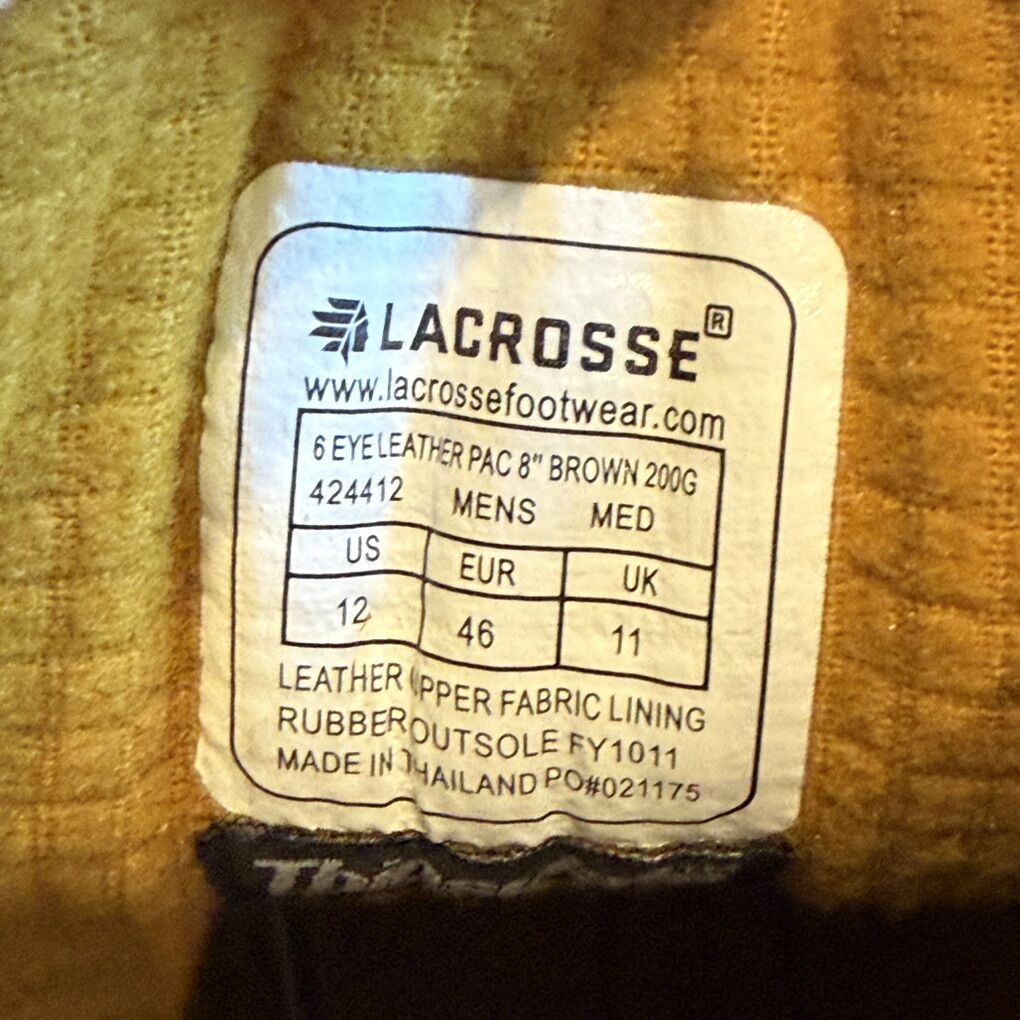 LACROSSE®
www.lacrossefootwear.com
6 EYE LEATHER PAC 8" BROWN 200G
424412 MENS MED
US EUR UK
12 46 11
LEATHER UPPER FABRIC LINING
RUBBER OUTSOLE FY1011
MADE IN THAILAND PO#021175